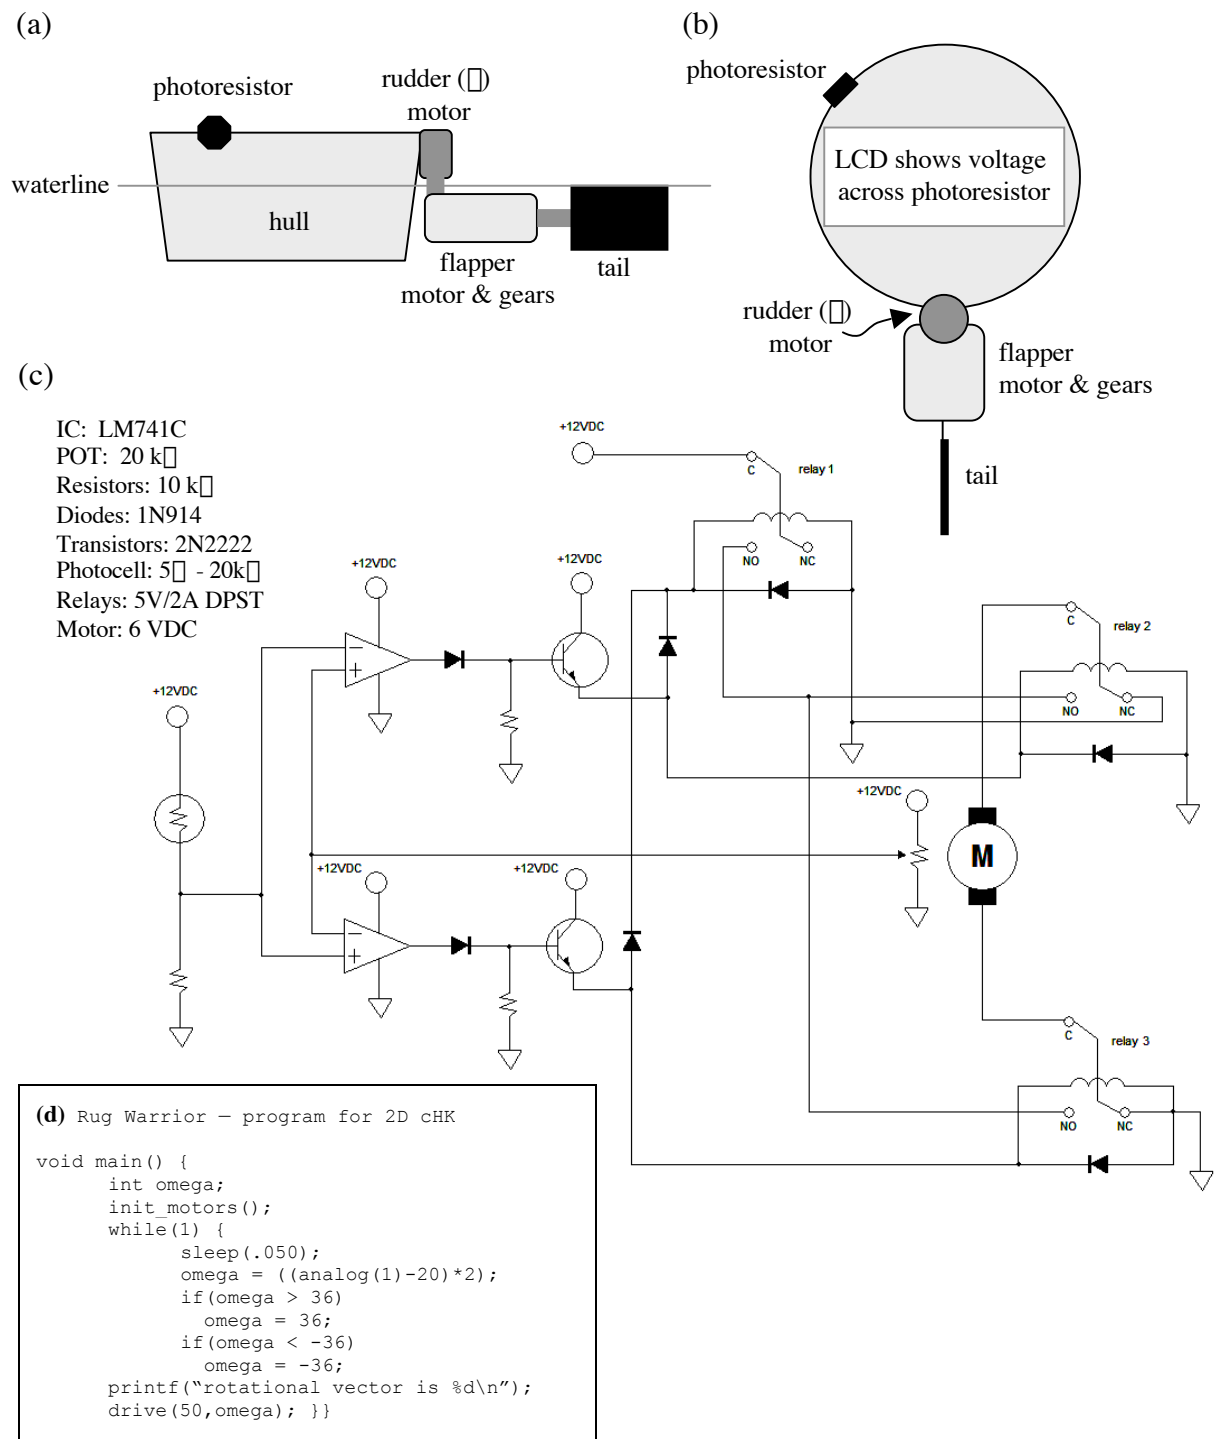 (a)
photoresistor
rudder (▯)
motor
waterline
hull
flapper
motor & gears
tail
(b)
photoresistor
LCD shows voltage
across photoresistor
rudder (▯)
motor
flapper
motor & gears
tail
(c)
IC: LM741C
POT: 20 k▯
Resistors: 10 k▯
Diodes: 1N914
Transistors: 2N2222
Photocell: 5▯ - 20k▯
Relays: 5V/2A DPST
Motor: 6 VDC
+12VDC
C
relay 1
NO
NC
+12VDC
+12VDC
−
+
+12VDC
C
relay 2
NO
NC
+12VDC
M
+12VDC
+12VDC
−
+
C
relay 3
NO
NC
(d) Rug Warrior – program for 2D cHK
void main() {
int omega;
init_motors();
while(1) {
sleep(.050);
omega = ((analog(1)-20)*2);
if(omega > 36)
omega = 36;
if(omega < -36)
omega = -36;
printf(“rotational vector is %d\n”);
drive(50,omega); }}